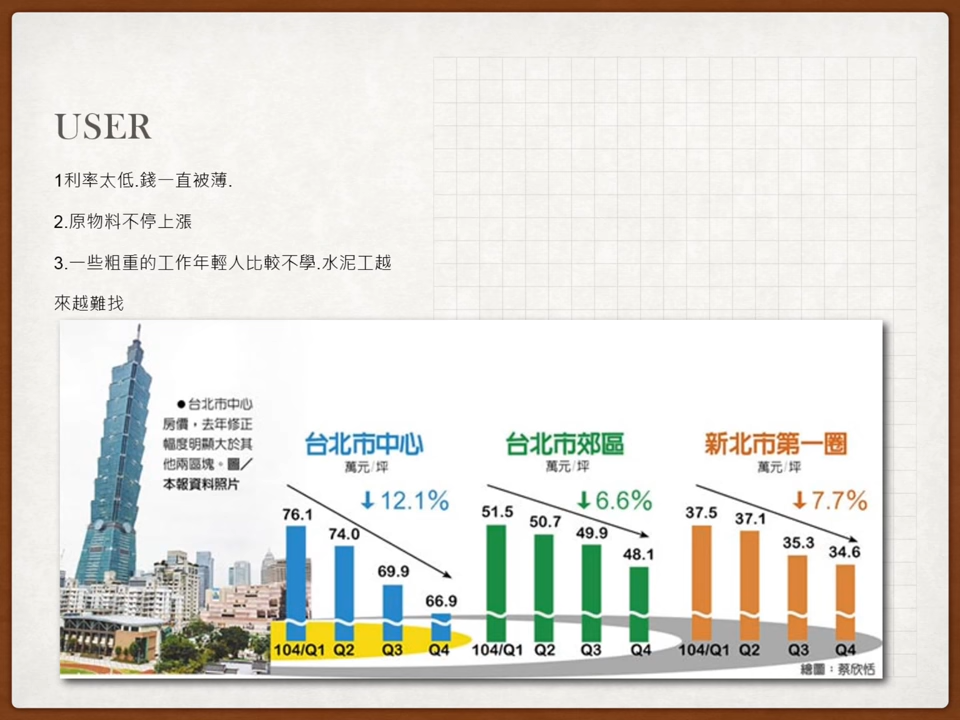 USER
1利率太低.錢一直被薄.
2.原物料不停上漲
3.一些粗重的工作年輕人比較不學.水泥工越
來越難找
●台北市中心
房價，去年修正
幅度明顯大於其
他兩區塊。圖／
本報資料照片
台北市中心
萬元/坪
↓12.1%
76.1
74.0
69.9
66.9
104/Q1 Q2 Q3 Q4
台北市郊區
萬元/坪
↓6.6%
51.5
50.7
49.9
48.1
104/Q1 Q2 Q3 Q4
新北市第一圈
萬元/坪
↓7.7%
37.5
37.1
35.3
34.6
104/Q1 Q2 Q3 Q4
繪圖：蔡欣恬